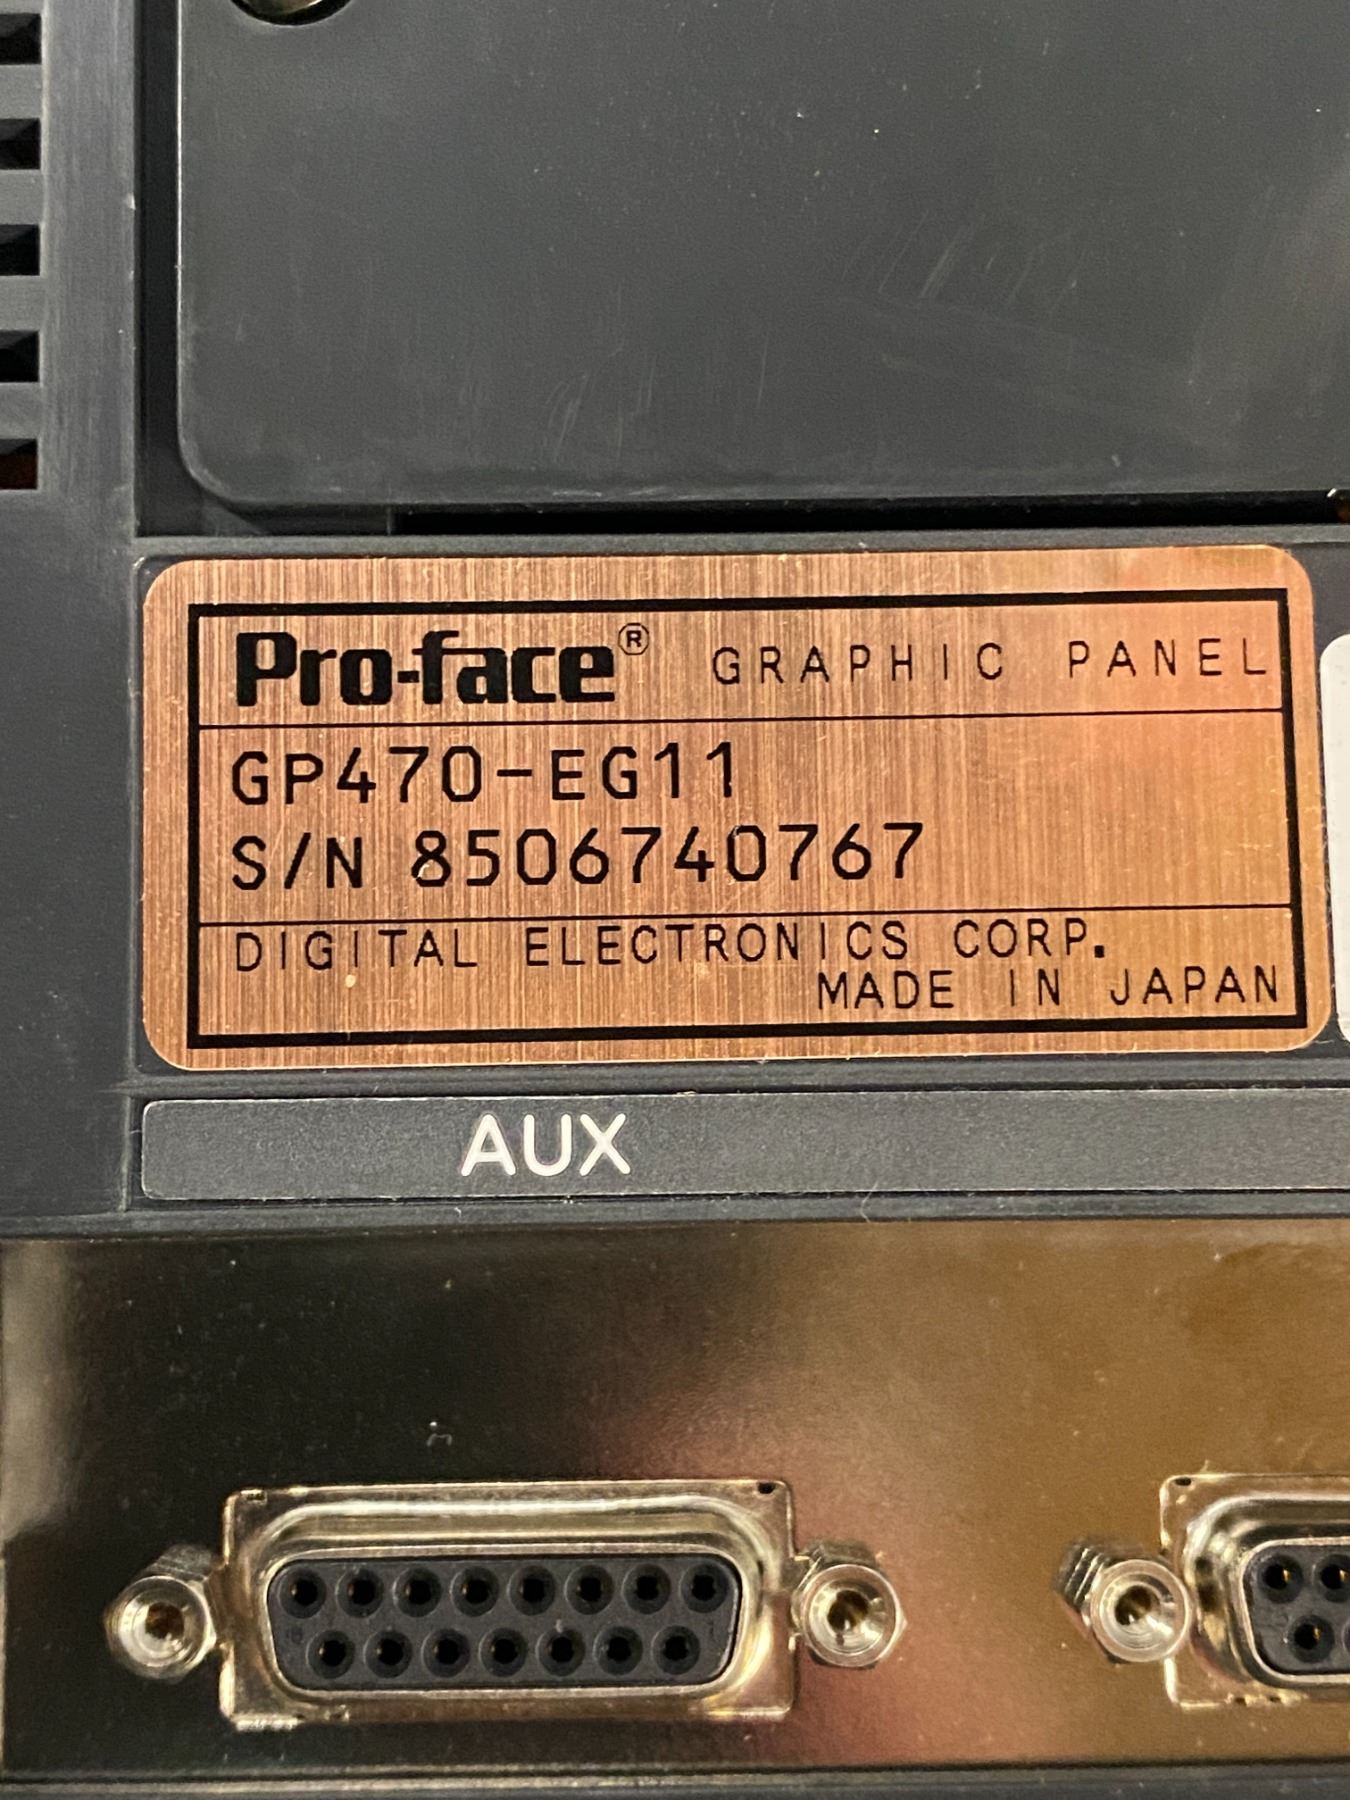 Pro-face® GRAPHIC PANEL
GP470-EG11
S/N 8506740767
DIGITAL ELECTRONICS CORP.
MADE IN JAPAN
AUX